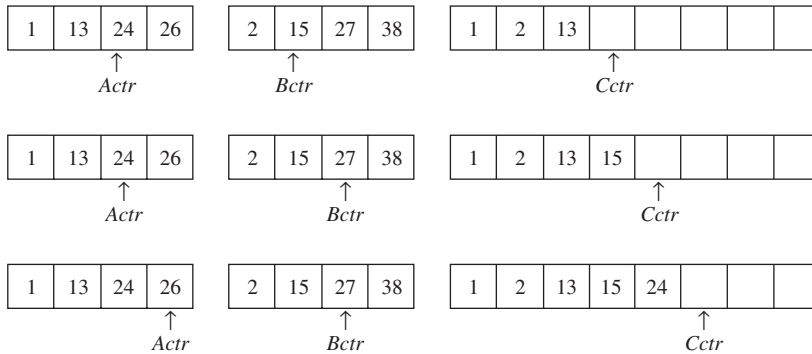 1 13 24 26 2 15 27 38 1 2 13
Actr Bctr Cctr
1 13 24 26 2 15 27 38 1 2 13 15
Actr Bctr Cctr
1 13 24 26 2 15 27 38 1 2 13 15 24
Actr Bctr Cctr